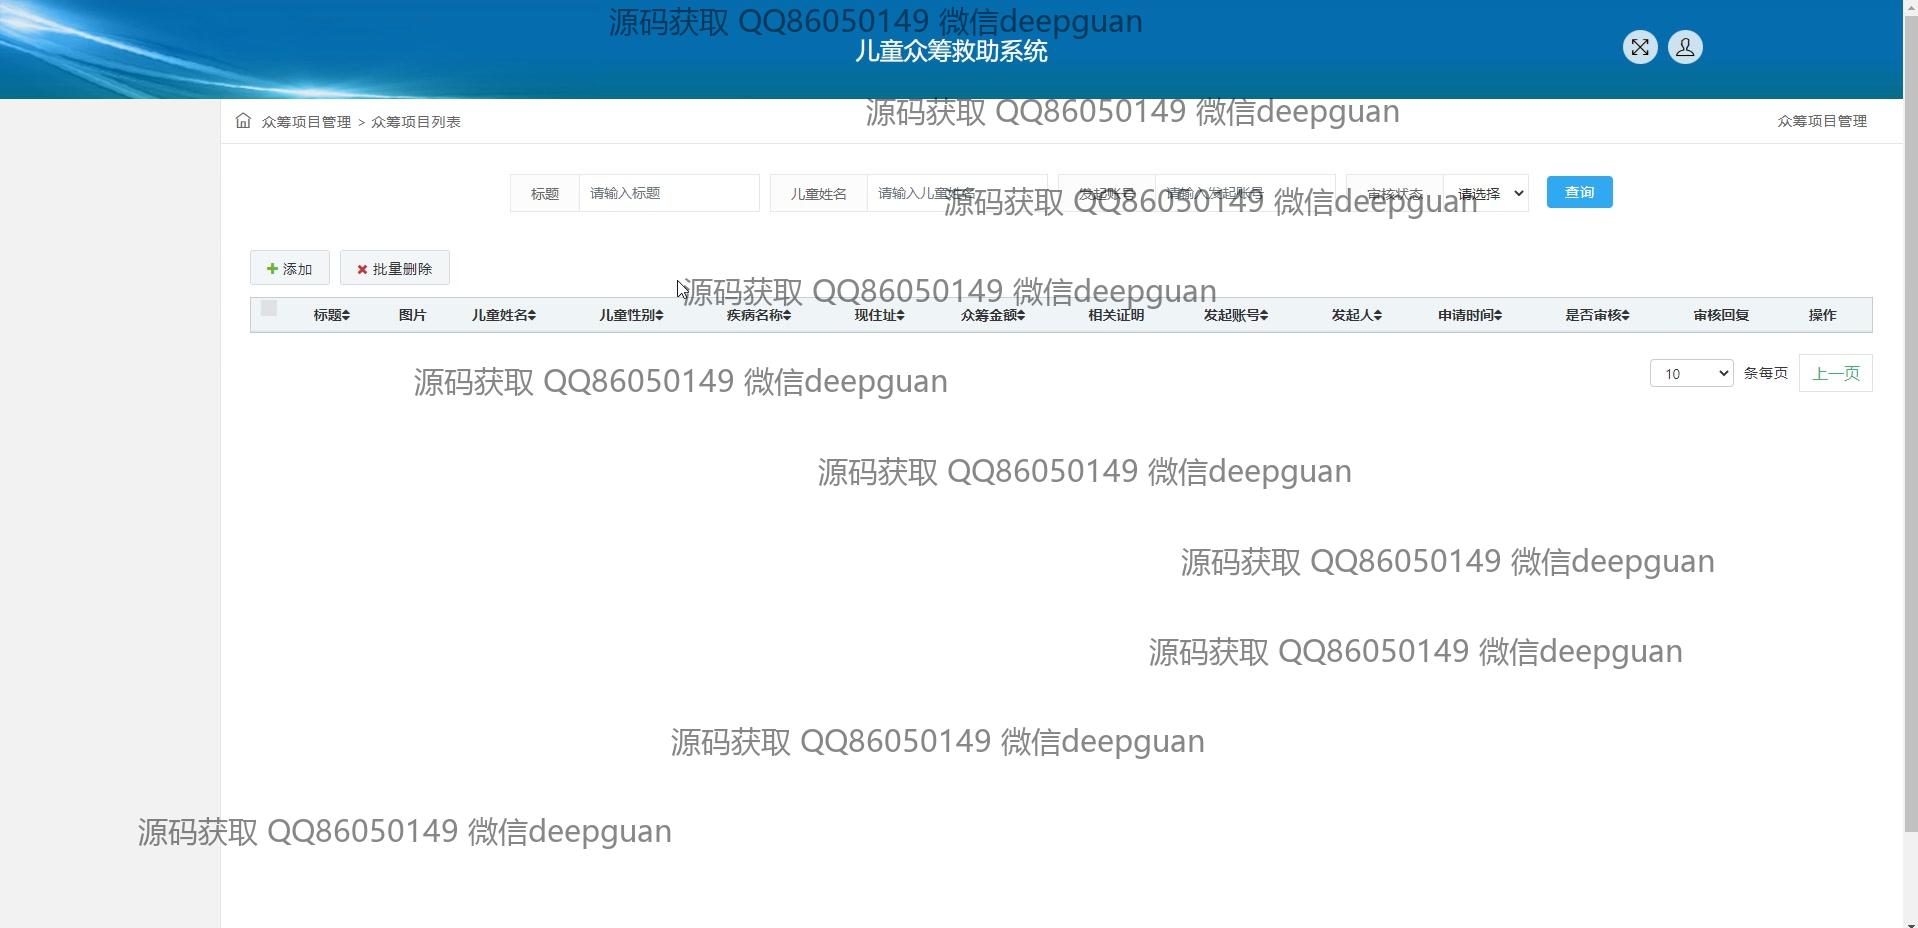 源码获取 QQ86050149 微信deepguan
儿童众筹救助系统
源码获取 QQ86050149 微信deepguan
众筹项目管理 > 众筹项目列表
众筹项目管理
标题 请输入标题 儿童姓名 请输入儿童姓名 发起账号 请输入发起账号 审核状态 请选择 查询
源码获取 QQ86050149 微信deepguan
添加 批量删除
源码获取 QQ86050149 微信deepguan
标题 图片 儿童姓名 儿童性别 疾病名称 现住址 众筹金额 相关证明 发起账号 发起人 申请时间 是否审核 审核回复 操作
10 条每页 上一页
源码获取 QQ86050149 微信deepguan
源码获取 QQ86050149 微信deepguan
源码获取 QQ86050149 微信deepguan
源码获取 QQ86050149 微信deepguan
源码获取 QQ86050149 微信deepguan
源码获取 QQ86050149 微信deepguan